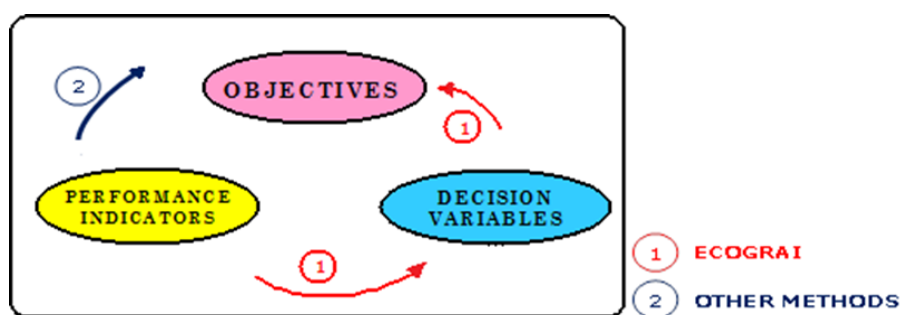 2
OBJECTIVES
1
PERFORMANCE
INDICATORS
DECISION
VARIABLES
1
1 ECOGRAI
2 OTHER METHODS